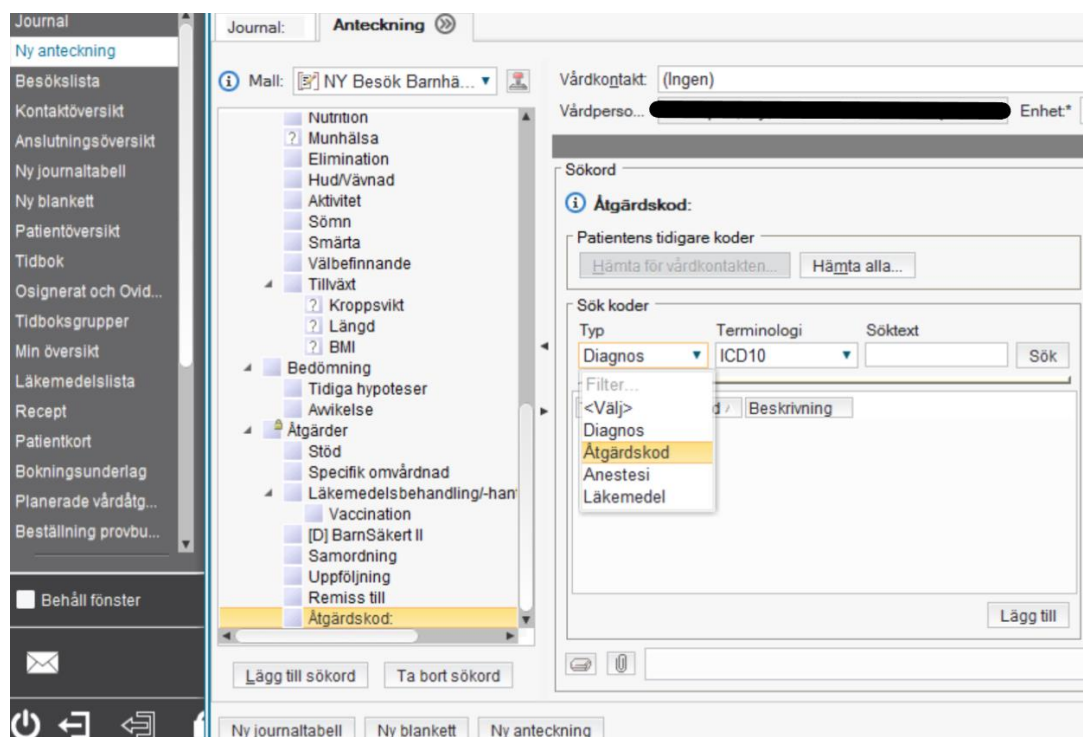 Journal
Ny anteckning
Besökslista
Kontaktöversikt
Anslutningsöversikt
Ny journaltabell
Ny blankett
Patientöversikt
Tidbok
Osignerat och Ovid...
Tidboksgrupper
Min översikt
Läkemedelslista
Recept
Patientkort
Bokningsunderlag
Planerade vårdåtg...
Beställning provbu...
Behåll fönster
Journal:
Anteckning
Mall: NY Besök Barnhä...
Nutrition
Munhälsa
Elimination
Hud/Vävnad
Aktivitet
Sömn
Smärta
Välbefinnande
Tillväxt
Kroppsvikt
Längd
BMI
Bedömning
Tidiga hypoteser
Avvikelse
Åtgärder
Stöd
Specifik omvårdnad
Läkemedelsbehandling/-han
Vaccination
[D] BarnSäkert II
Samordning
Uppföljning
Remiss till
Åtgärdskod:
Lägg till sökord Ta bort sökord
Vårdkontakt: (Ingen)
Vårdperso... Enhet:*
Sökord
Åtgärdskod:
Patientens tidigare koder
Hämta för vårdkontakten... Hämta alla...
Sök koder
Typ Terminologi Söktext
Diagnos ICD10 Sök
Filter...
<Välj>
Diagnos
Åtgärdskod
Anestesi
Läkemedel
d Beskrivning
Lägg till
Ny journaltabell Ny blankett Ny anteckning